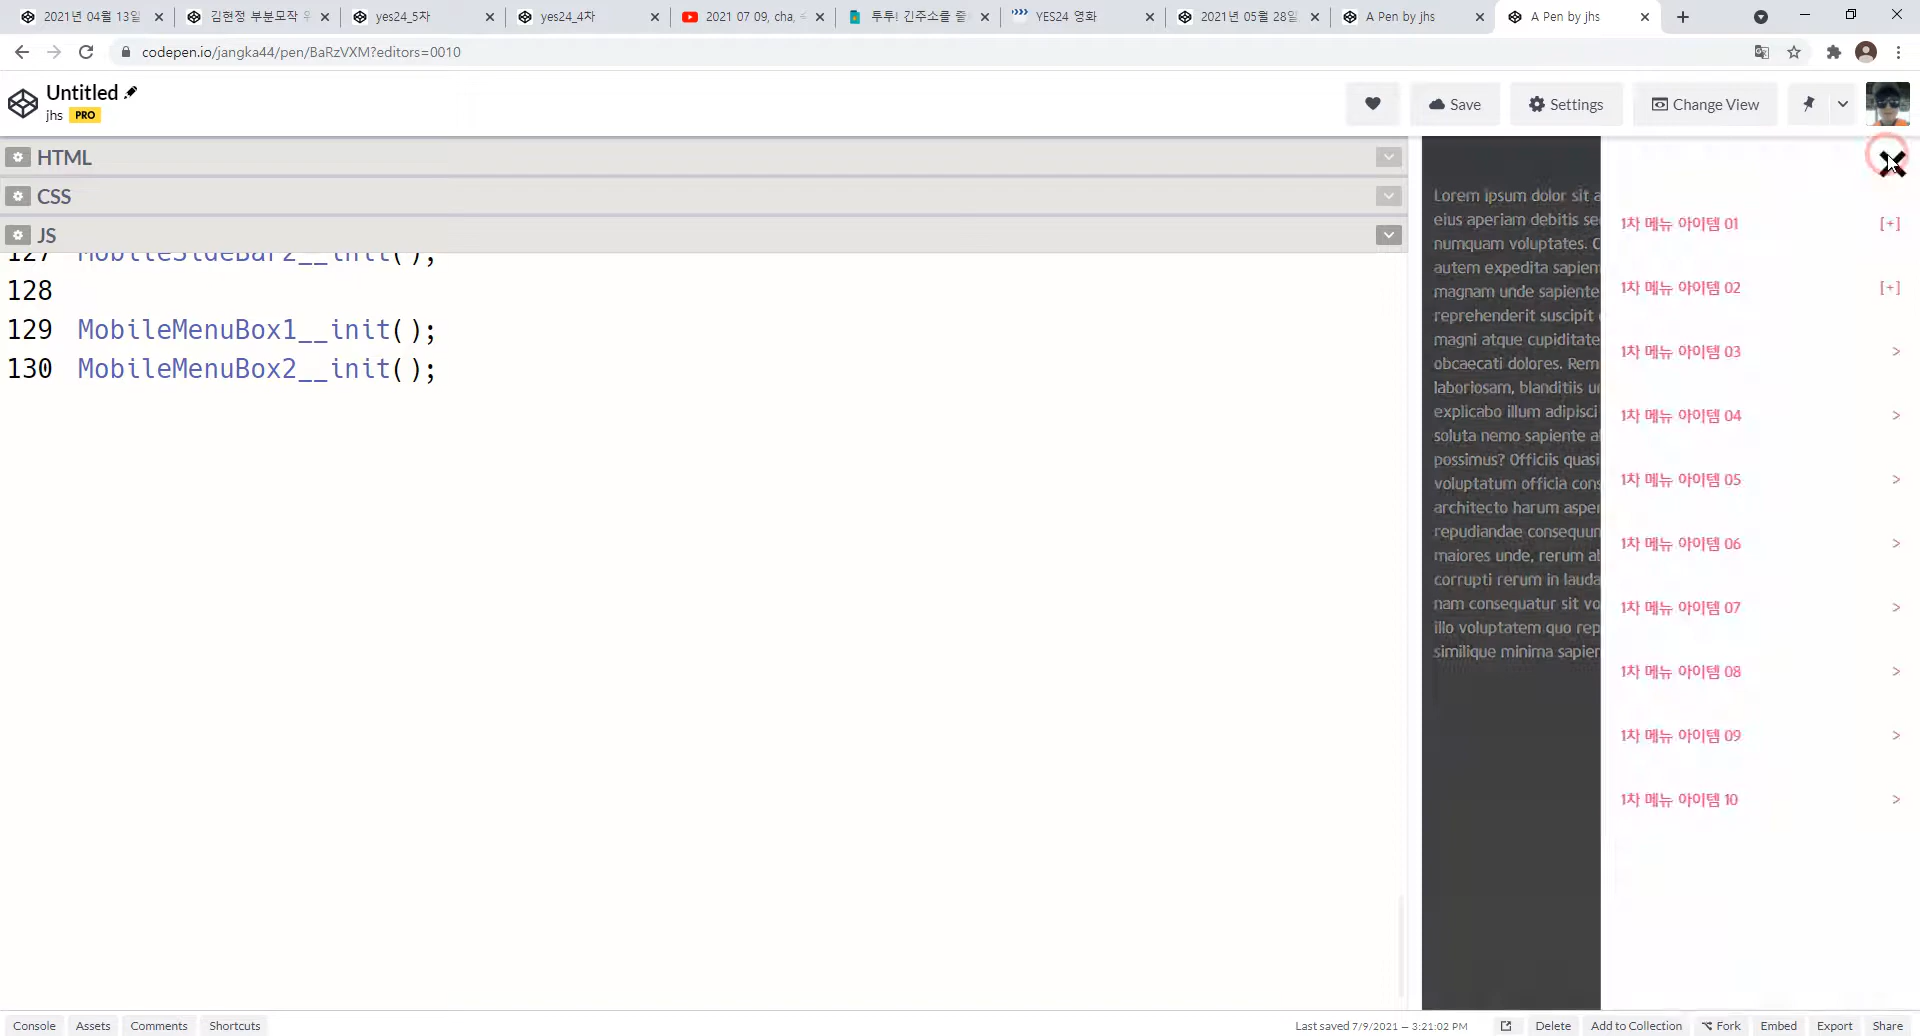 2021년 04월 13일
김현정 부분모작 우
yes24_5차
yes24_4차
2021 07 09, cha,
투투! 긴주소를 줄
YES24 영화
2021년 05월 28일
A Pen by jhs
A Pen by jhs
codepen.io/jangka44/pen/BaRzVXM?editors=0010
Untitled
jhs PRO
Save
Settings
Change View
HTML
CSS
JS
127 MobileSideBar2__init();
128
129 MobileMenuBox1__init();
130 MobileMenuBox2__init();
Lorem ipsum dolor sit a
eius aperiam debitis se
numquam voluptates. C
autem expedita sapien
magnam unde sapiente
reprehenderit suscipit
magni atque cupiditate
obcaecati dolores. Rem
laboriosam, blanditiis u
explicabo illum adipisci
soluta nemo sapiente a
possimus? Officiis quasi
voluptatum officia cons
architecto harum asper
repudiandae consequun
maiores unde, rerum a
corrupti rerum in lauda
nam consequatur sit vo
illo voluptatem quo rep
similique minima sapien
1차 메뉴 아이템 01 [+]
1차 메뉴 아이템 02 [+]
1차 메뉴 아이템 03 >
1차 메뉴 아이템 04 >
1차 메뉴 아이템 05 >
1차 메뉴 아이템 06 >
1차 메뉴 아이템 07 >
1차 메뉴 아이템 08 >
1차 메뉴 아이템 09 >
1차 메뉴 아이템 10 >
Console
Assets
Comments
Shortcuts
Last saved 7/9/2021 — 3:21:02 PM
Delete
Add to Collection
Fork
Embed
Export
Share